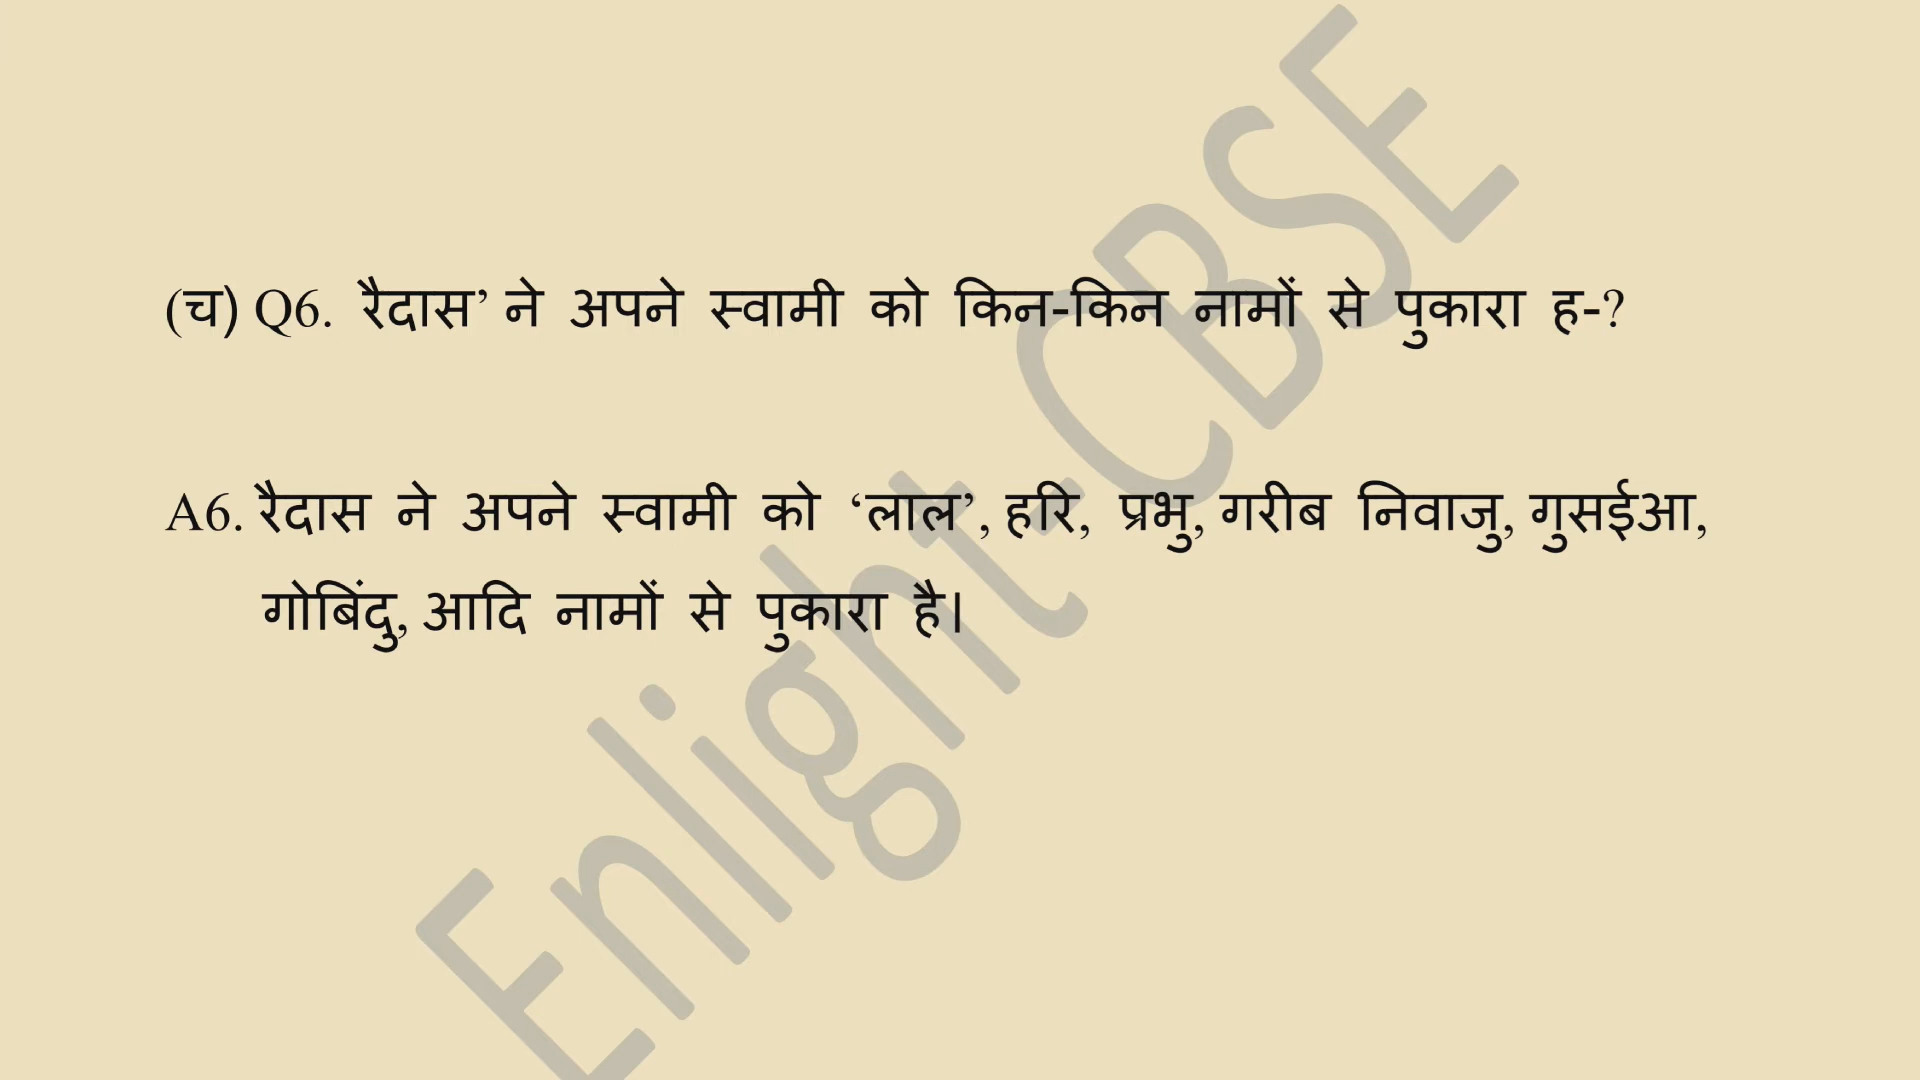 (च) Q6. रैदास’ ने अपने स्वामी को किन-किन नामों से पुकारा ह-?
A6. रैदास ने अपने स्वामी को ‘लाल’, हरि, प्रभु, गरीब निवाजु, गुसईआ,
गोबिंदु, आदि नामों से पुकारा है।
Enlight-CBSE